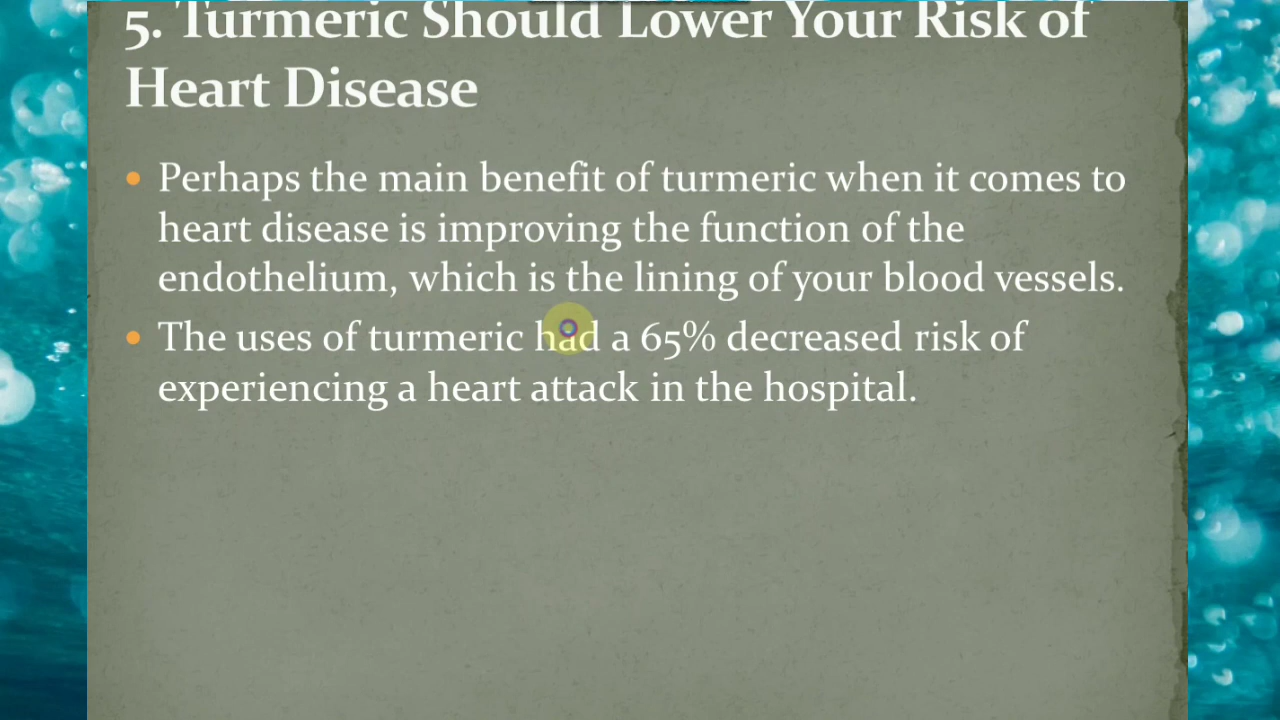 5. Turmeric Should Lower Your Risk of
Heart Disease
• Perhaps the main benefit of turmeric when it comes to
heart disease is improving the function of the
endothelium, which is the lining of your blood vessels.
• The uses of turmeric had a 65% decreased risk of
experiencing a heart attack in the hospital.